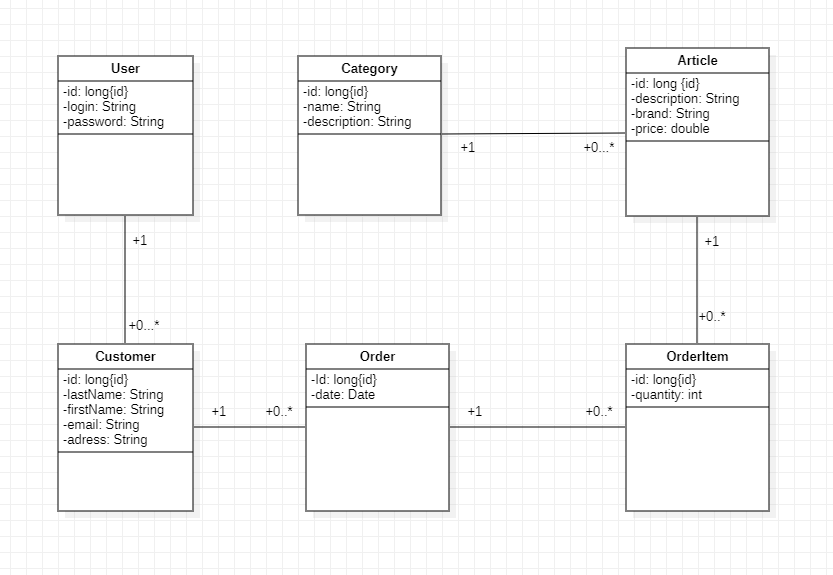 User
-id: long{id}
-login: String
-password: String
Category
-id: long{id}
-name: String
-description: String
Article
-id: long {id}
-description: String
-brand: String
-price: double
+1
+0...*
+1
+0...*
+1
+0..*
Customer
-id: long{id}
-lastName: String
-firstName: String
-email: String
-adress: String
+1
+0..*
Order
-Id: long{id}
-date: Date
+1
+0..*
OrderItem
-id: long{id}
-quantity: int